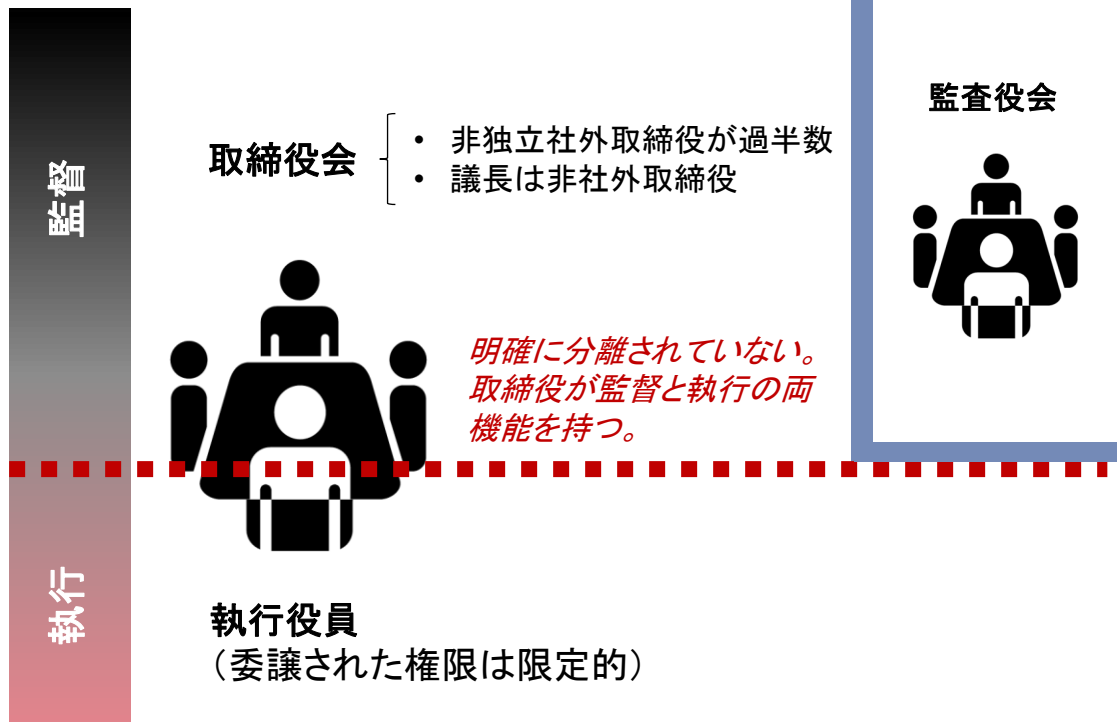 監督
取締役会
• 非独立社外取締役が過半数
• 議長は非社外取締役
監査役会
明確に分離されていない。
取締役が監督と執行の両
機能を持つ。
執行
執行役員
（委譲された権限は限定的）